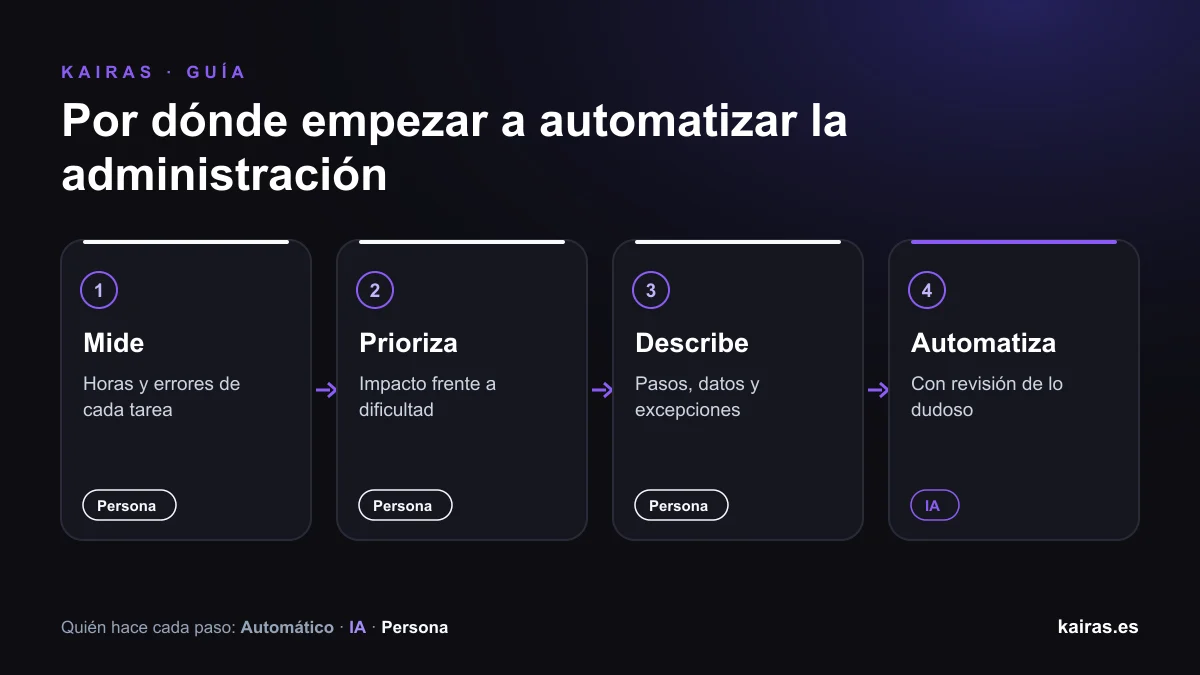 KAIRAS · GUÍA
Por dónde empezar a automatizar la
administración
1
Mide
Horas y errores de
cada tarea
Persona
2
Prioriza
Impacto frente a
dificultad
Persona
3
Describe
Pasos, datos y
excepciones
Persona
4
Automatiza
Con revisión de lo
dudoso
IA
Quién hace cada paso: Automático · IA · Persona
kairas.es